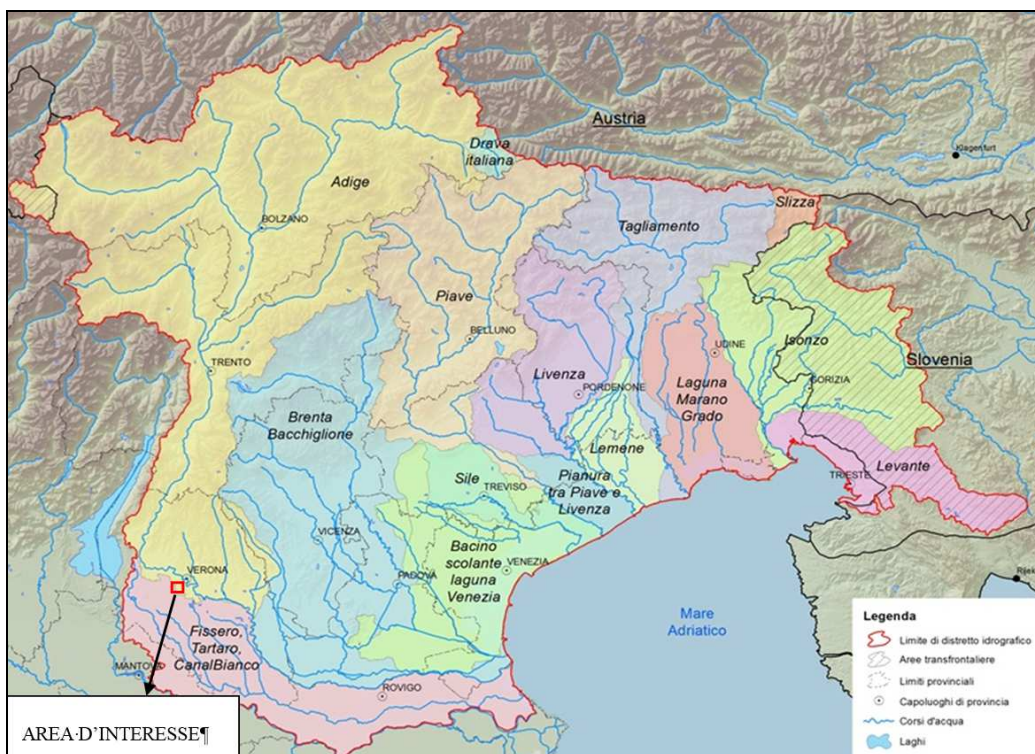 Austria
Klagenfurt
Drava
italiana
Adige
Slizza
BOLZANO
Tagliamento
Piave
BELLUNO
UDINE
Isonzo
Slovenia
TRENTO
Livenza
PORDENONE
Laguna
Marano
Grado
GORIZIA
Brenta
Bacchiglione
Lemene
Levante
TRIESTE
Sile
TREVISO
Pianura
tra Piave e
Livenza
VICENZA
Bacino
scolante
laguna
Venezia
VENEZIA
PADOVA
VERONA
Rijek
Fissero,
Tartaro,
CanalBianco
Mare
Adriatico
MANTOVA
ROVIGO
AREA·D'INTERESSE¶
Legenda
Limite di distretto idrografico
Aree transfrontaliere
Limiti provinciali
Capoluoghi di provincia
Corsi d'acqua
Laghi